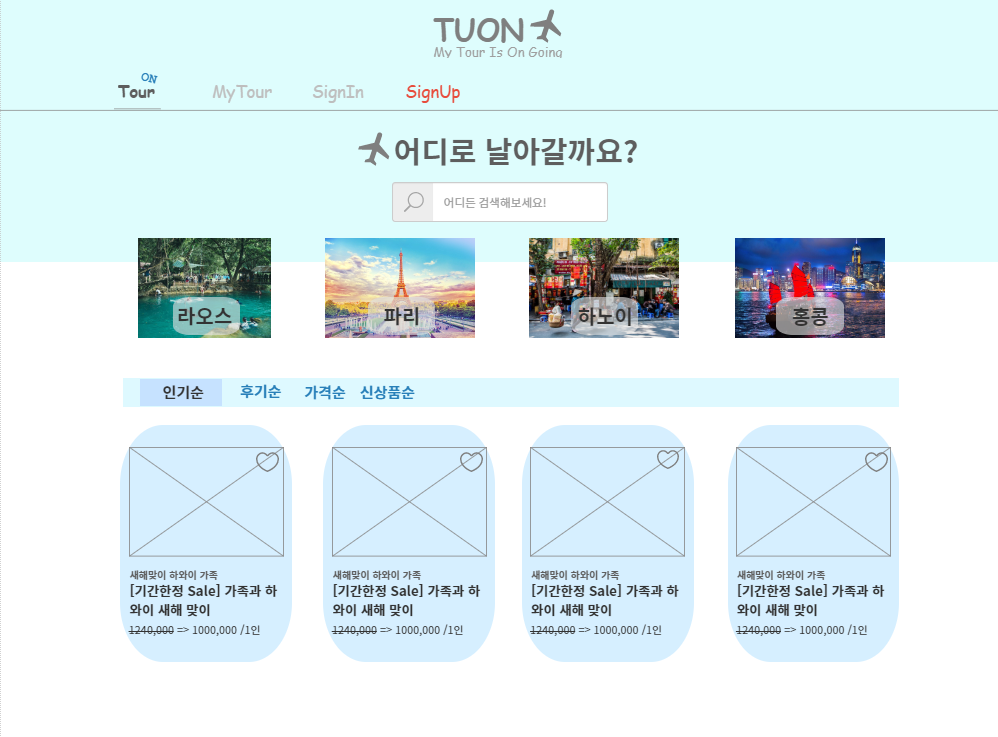 TUON
My Tour Is On Going
ON
Tour MyTour SignIn SignUp
어디로 날아갈까요?
어디든 검색해보세요!
라오스 파리 하노이 홍콩
인기순 후기순 가격순 신상품순
새해맞이 하와이 가족
[기간한정 Sale] 가족과 하
와이 새해 맞이
1240,000 => 1000,000 /1인
새해맞이 하와이 가족
[기간한정 Sale] 가족과 하
와이 새해 맞이
1240,000 => 1000,000 /1인
새해맞이 하와이 가족
[기간한정 Sale] 가족과 하
와이 새해 맞이
1240,000 => 1000,000 /1인
새해맞이 하와이 가족
[기간한정 Sale] 가족과 하
와이 새해 맞이
1240,000 => 1000,000 /1인